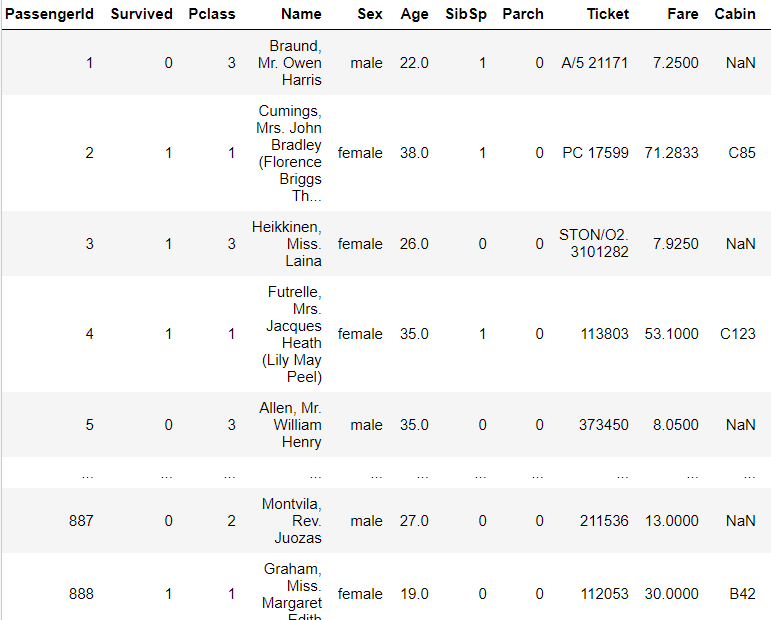 PassengerId Survived Pclass Name Sex Age SibSp Parch Ticket Fare Cabin
Braund,
1 0 3 Mr. Owen male 22.0 1 0 A/5 21171 7.2500 NaN
Harris
Cumings,
Mrs. John
Bradley
2 1 1 (Florence female 38.0 1 0 PC 17599 71.2833 C85
Briggs
Th...
Heikkinen,
3 1 3 Miss. female 26.0 0 0 STON/O2. 3101282 7.9250 NaN
Laina
Futrelle,
Mrs.
Jacques
4 1 1 Heath female 35.0 1 0 113803 53.1000 C123
(Lily May
Peel)
Allen, Mr.
5 0 3 William male 35.0 0 0 373450 8.0500 NaN
Henry
... ... ... ... ... ... ... ... ... ... ...
Montvila,
887 0 2 Rev. male 27.0 0 0 211536 13.0000 NaN
Juozas
Graham,
888 1 1 Miss. female 19.0 0 0 112053 30.0000 B42
Margaret
Edith